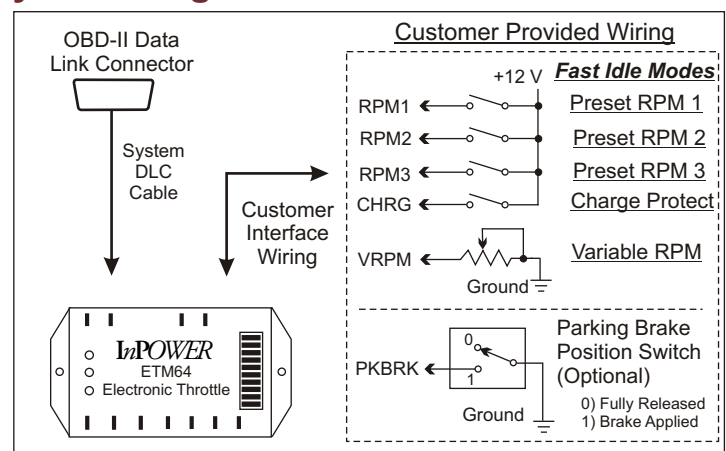 OBD-II Data
Link Connector
System
DLC
Cable
Customer
Interface
Wiring
InPOWER
ETM64
Electronic Throttle
Customer Provided Wiring
+12 V
Fast Idle Modes
RPM1
Preset RPM 1
RPM2
Preset RPM 2
RPM3
Preset RPM 3
CHRG
Charge Protect
VRPM
Variable RPM
Ground
PKBRK
0
1
Ground
Parking Brake
Position Switch
(Optional)
0) Fully Released
1) Brake Applied